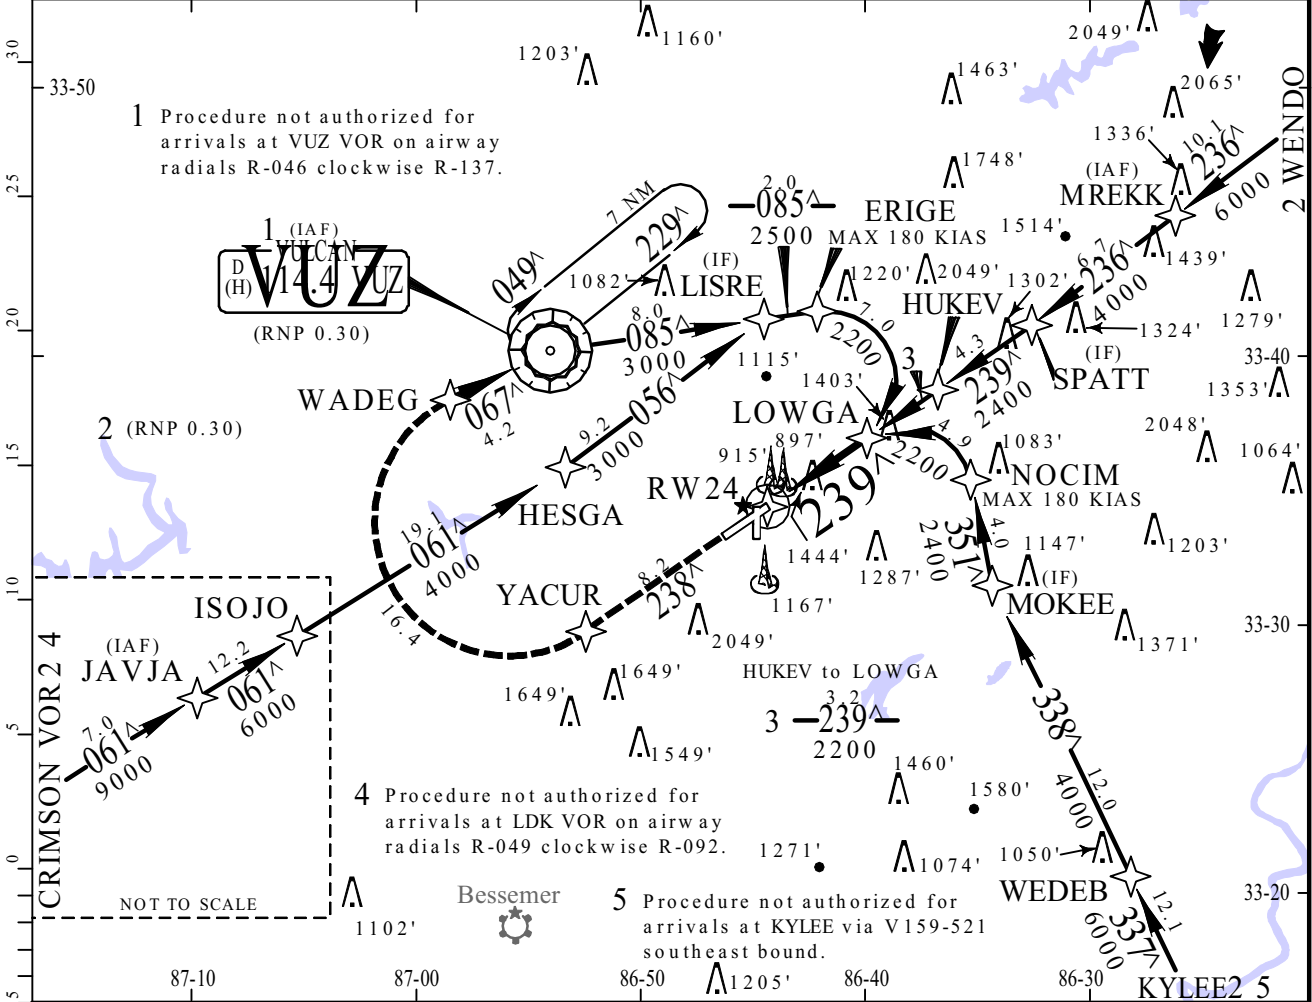 1160'
1203'
2049'
30
33-50
1 Procedure not authorized for
arrivals at VUZ VOR on airway
radials R-046 clockwise R-137.
1463'
2065'
1336'
10.1
236^
6000
2 WENDO
(IAF)
MREKK
1748'
25
7 NM
2.0
085^
2500
ERIGE
MAX 180 KIAS
1514'
6.7
236^
4000
1439'
1 (IAF)
VULCAN
D
(H)
114.4 VUZ
VUZ
(RNP 0.30)
049^
229^
1082'
(IF)
LISRE
1220'
2049'
1302'
HUKEV
1324'
1279'
20
8.0
085^
3000
7.0
2200
4.3
239^
2400
(IF)
SPATT
33-40
1115'
3
1353'
WADEG
067^
4.2
1403'
LOWGA
9.2
056^
3000
2 (RNP 0.30)
4.9
2200
2048'
1064'
15
897'
915'
1083'
NOCIM
MAX 180 KIAS
RW24
239^
HESGA
19.1
061^
4000
4.0
351^
2400
1203'
1444'
1287'
1147'
10
8.2
238^
YACUR
1167'
(IF)
MOKEE
ISOJO
16.4
2049'
1371'
33-30
(IAF)
JAVJA
12.2
061^
6000
1649'
1649'
HUKEV to LOWGA
3.2
3 239^
2200
5
7.0
061^
9000
CRIMSON VOR 2 4
1549'
338^
12.0
4000
1460'
1580'
4 Procedure not authorized for
arrivals at LDK VOR on airway
radials R-049 clockwise R-092.
1271'
1074'
1050'
WEDEB
0
33-20
NOT TO SCALE
1102'
Bessemer
5 Procedure not authorized for
arrivals at KYLEE via V159-521
southeast bound.
12.1
337^
6000
1205'
5
87-10
87-00
86-50
86-40
86-30
KYLEE2 5